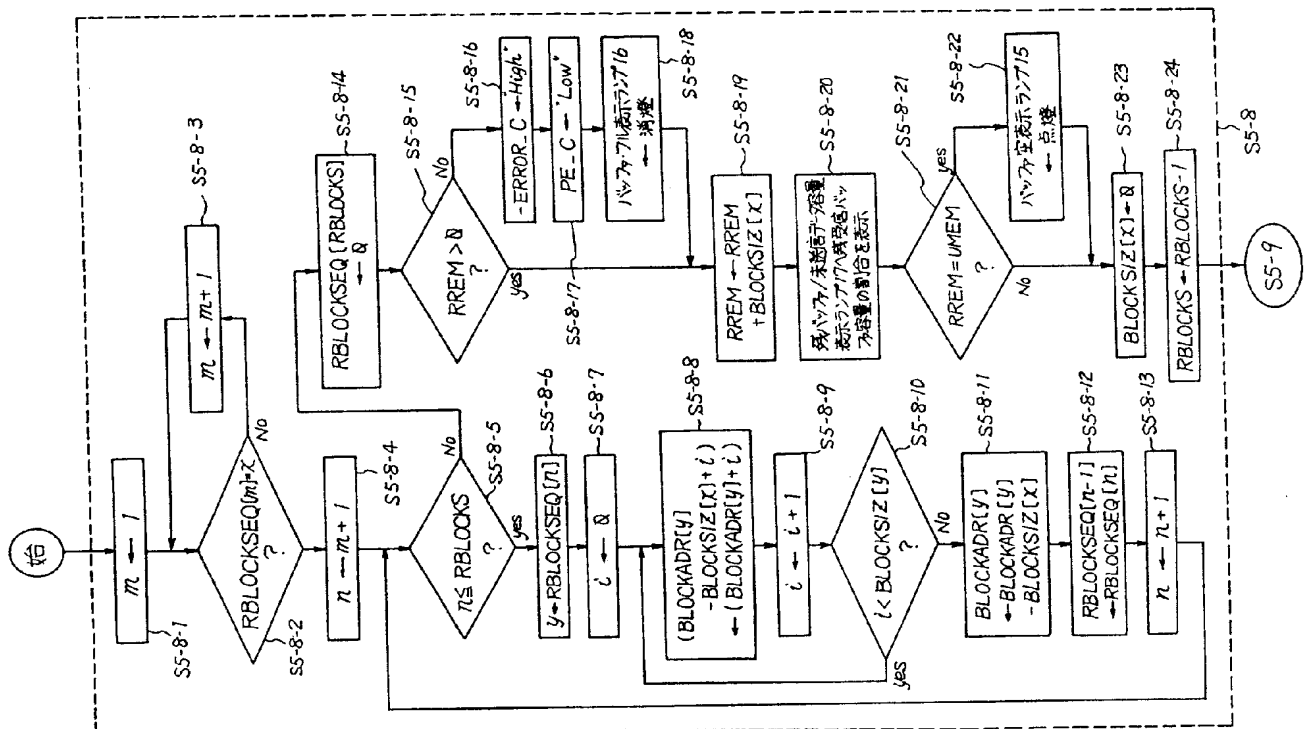 始
m ← 1
S5-8-1
RBLOCKSEQ[m]=x
?
S5-8-2
No
m ← m+1
S5-8-3
n ← m+1
S5-8-4
n≦RBLOCKS
?
S5-8-5
No
yes
y←RBLOCKSEQ[n]
S5-8-6
i ← 0
S5-8-7
(BLOCKADR[y]
-BLOCKSIZ[x]+i)
←(BLOCKADR[y]+i)
S5-8-8
i ← i+1
S5-8-9
i<BLOCKSIZ[y]
?
S5-8-10
yes
No
BLOCKADR[y]
←BLOCKADR[y]
-BLOCKSIZ[x]
S5-8-11
RBLOCKSEQ[n-1]
←RBLOCKSEQ[n]
S5-8-12
n ← n+1
S5-8-13
RBLOCKSEQ[RBLOCKS]
← 0
S5-8-14
RREM>0
?
S5-8-15
No
yes
-ERROR_C ←"High"
S5-8-16
PE_C ← "Low"
S5-8-17
バッファ・フル表示ランプ16
← 消燈
S5-8-18
RREM ← RREM
+BLOCKSIZ[x]
S5-8-19
残バッファ/未送信データ容量
表示ランプ17へ残受信バッ
ファ容量の割合を表示
S5-8-20
RREM=UMEM
?
S5-8-21
yes
No
バッファ空表示ランプ15
← 点燈
S5-8-22
BLOCKSIZ[x]←0
S5-8-23
RBLOCKS←RBLOCKS-1
S5-8-24
S5-8
S5-9